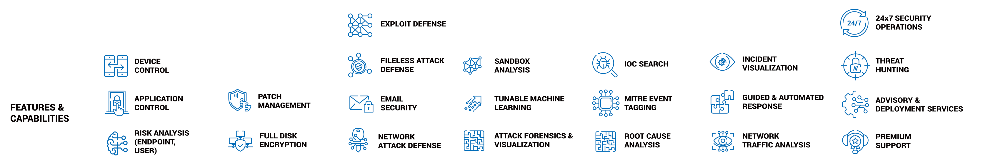 FEATURES &
CAPABILITIES
DEVICE
CONTROL
APPLICATION
CONTROL
RISK ANALYSIS
(ENDPOINT,
USER)
PATCH
MANAGEMENT
FULL DISK
ENCRYPTION
EXPLOIT DEFENSE
FILELESS ATTACK
DEFENSE
EMAIL
SECURITY
NETWORK
ATTACK DEFENSE
SANDBOX
ANALYSIS
TUNABLE MACHINE
LEARNING
ATTACK FORENSICS &
VISUALIZATION
IOC SEARCH
MITRE EVENT
TAGGING
ROOT CAUSE
ANALYSIS
INCIDENT
VISUALIZATION
GUIDED & AUTOMATED
RESPONSE
NETWORK
TRAFFIC ANALYSIS
24/7
24x7 SECURITY
OPERATIONS
THREAT
HUNTING
ADVISORY &
DEPLOYMENT SERVICES
PREMIUM
SUPPORT